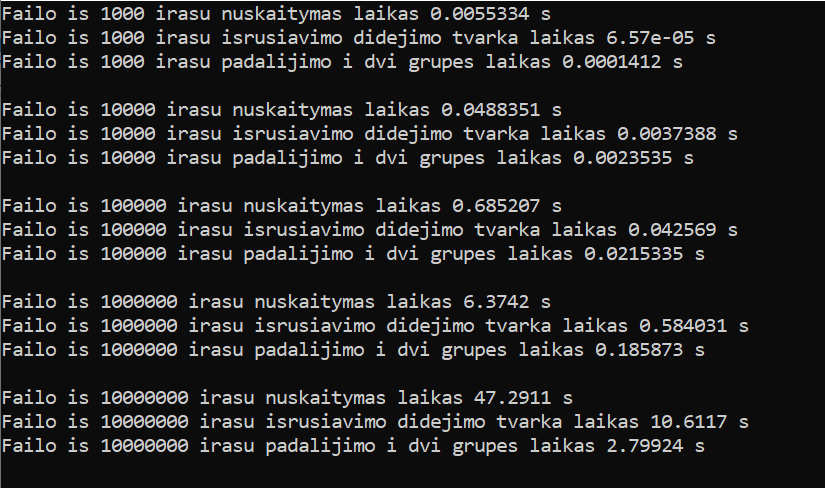 Failo is 1000 irasu nuskaitymas laikas 0.0055334 s
Failo is 1000 irasu isrusiavimo didejimo tvarka laikas 6.57e-05 s
Failo is 1000 irasu padalijimo i dvi grupes laikas 0.0001412 s
Failo is 10000 irasu nuskaitymas laikas 0.0488351 s
Failo is 10000 irasu isrusiavimo didejimo tvarka laikas 0.0037388 s
Failo is 10000 irasu padalijimo i dvi grupes laikas 0.0023535 s
Failo is 100000 irasu nuskaitymas laikas 0.685207 s
Failo is 100000 irasu isrusiavimo didejimo tvarka laikas 0.042569 s
Failo is 100000 irasu padalijimo i dvi grupes laikas 0.0215335 s
Failo is 1000000 irasu nuskaitymas laikas 6.3742 s
Failo is 1000000 irasu isrusiavimo didejimo tvarka laikas 0.584031 s
Failo is 1000000 irasu padalijimo i dvi grupes laikas 0.185873 s
Failo is 10000000 irasu nuskaitymas laikas 47.2911 s
Failo is 10000000 irasu isrusiavimo didejimo tvarka laikas 10.6117 s
Failo is 10000000 irasu padalijimo i dvi grupes laikas 2.79924 s